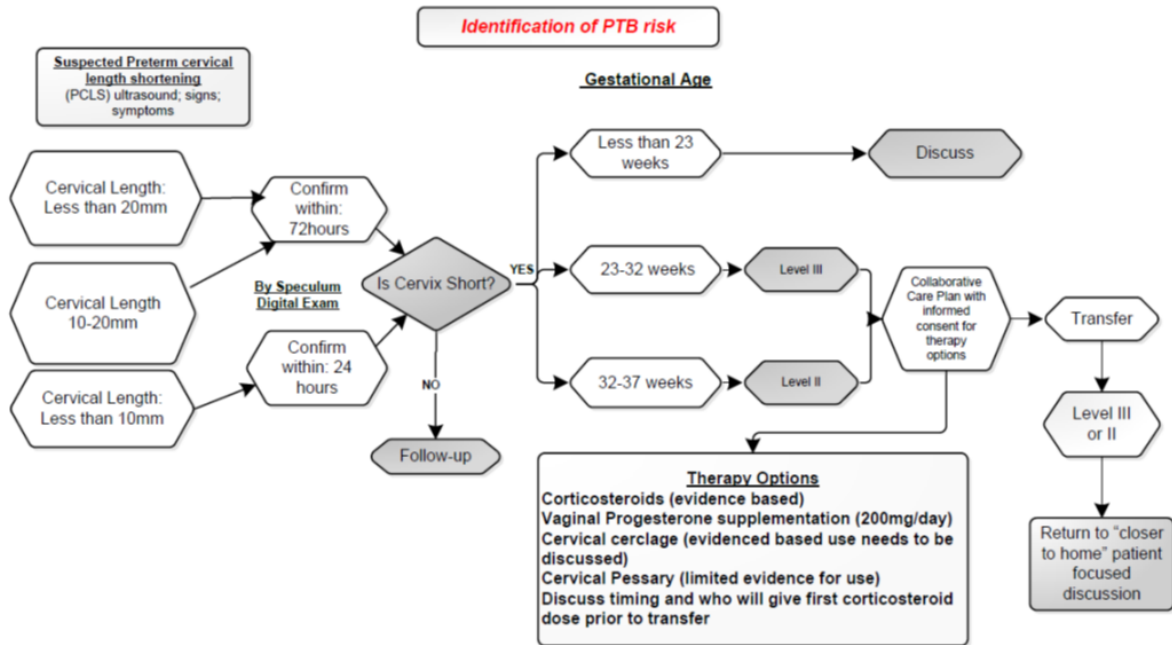 Identification of PTB risk
Suspected Preterm cervical
length shortening
(PCLS) ultrasound; signs;
symptoms
Gestational Age
Cervical Length:
Less than 20mm
Confirm
within:
72hours
Cervical Length
10-20mm
By Speculum
Digital Exam
Confirm
within: 24
hours
Cervical Length:
Less than 10mm
Is Cervix Short?
YES
NO
Follow-up
Less than 23
weeks
Discuss
23-32 weeks
Level III
32-37 weeks
Level II
Collaborative
Care Plan with
informed
consent for
therapy
options
Transfer
Level III
or II
Return to “closer
to home” patient
focused
discussion
Therapy Options
Corticosteroids (evidence based)
Vaginal Progesterone supplementation (200mg/day)
Cervical cerclage (evidenced based use needs to be
discussed)
Cervical Pessary (limited evidence for use)
Discuss timing and who will give first corticosteroid
dose prior to transfer